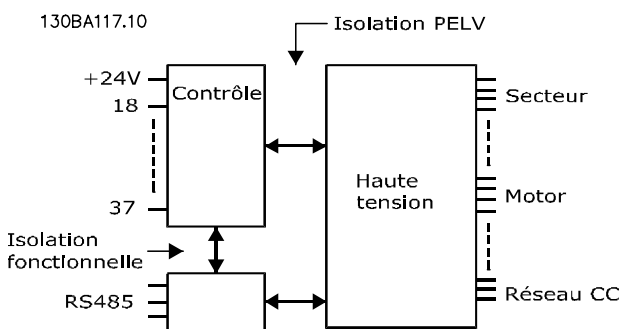 130BA117.10
Isolation PELV
+24V
18
37
Contrôle
Haute
tension
Secteur
Motor
Réseau CC
Isolation
fonctionnelle
RS485